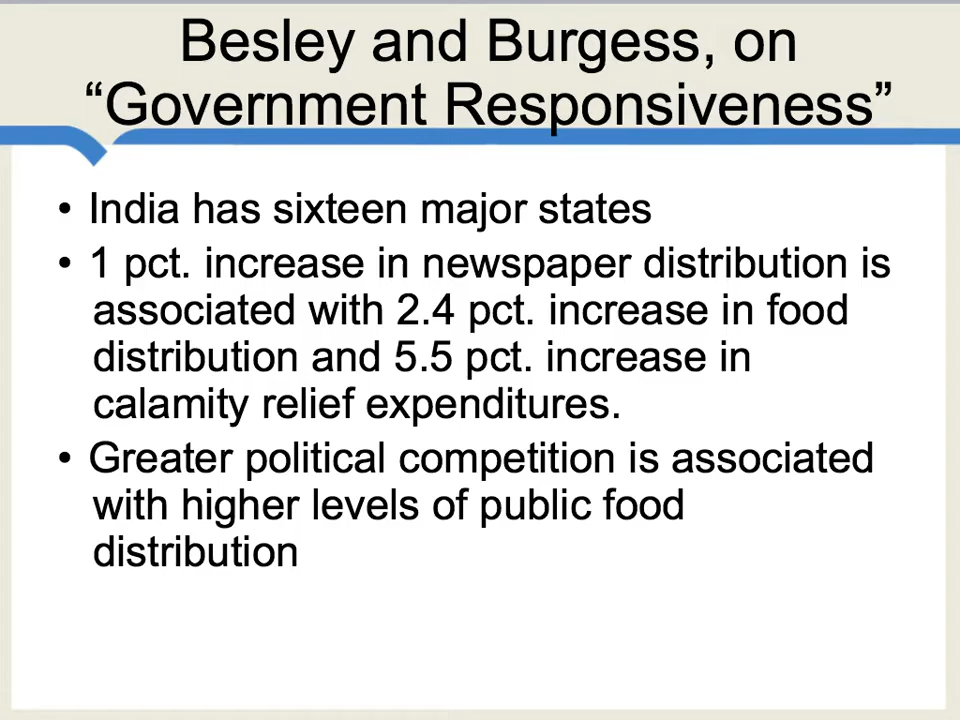 Besley and Burgess, on
“Government Responsiveness”
• India has sixteen major states
• 1 pct. increase in newspaper distribution is
associated with 2.4 pct. increase in food
distribution and 5.5 pct. increase in
calamity relief expenditures.
• Greater political competition is associated
with higher levels of public food
distribution